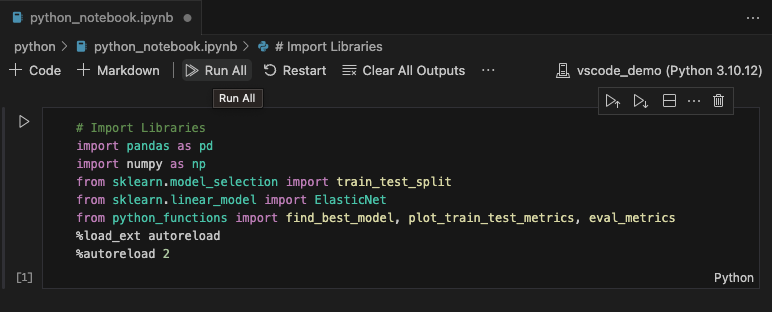 python_notebook.ipynb
python > python_notebook.ipynb > # Import Libraries
+ Code + Markdown Run All Restart Clear All Outputs ... vscode_demo (Python 3.10.12)
Run All
# Import Libraries
import pandas as pd
import numpy as np
from sklearn.model_selection import train_test_split
from sklearn.linear_model import ElasticNet
from python_functions import find_best_model, plot_train_test_metrics, eval_metrics
%load_ext autoreload
%autoreload 2
[1] Python